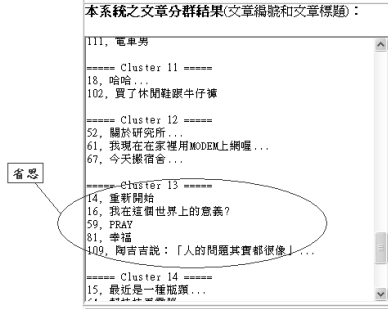 本系統之文章分群結果(文章編號和文章標題)：
111, 電車男
===== Cluster 11 =====
18, 哈哈...
102, 買了休閒鞋跟牛仔褲
===== Cluster 12 =====
52, 關於研究所...
61, 我現在在家裡用MODEM上網喔...
67, 今天搬宿舍...
省思
===== Cluster 13 =====
14, 重新開始
16, 我在這個世界上的意義?
59, PRAY
81, 幸福
109, 陶吉吉說：「人的問題其實都很像」...
===== Cluster 14 =====
15, 最近是一種瓶頸...